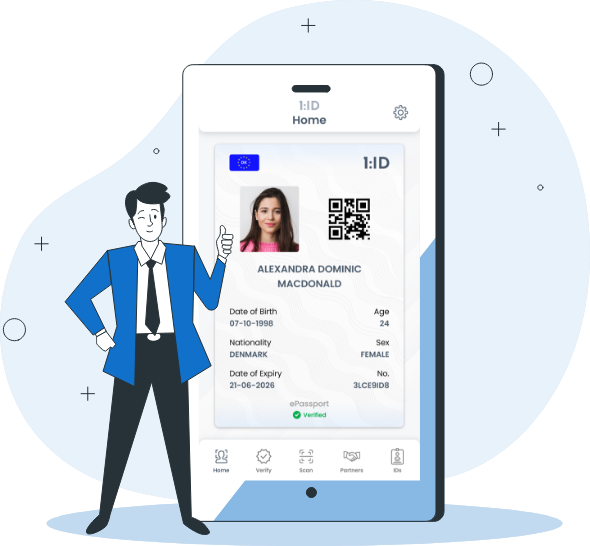 1:ID
Home
DK
1:ID
ALEXANDRA DOMINIC
MACDONALD
Date of Birth Age
07-10-1998 24
Nationality Sex
DENMARK FEMALE
Date of Expiry No.
21-06-2026 3LCE9ID8
ePassport
Verified
Home Verify Scan Partners IDs